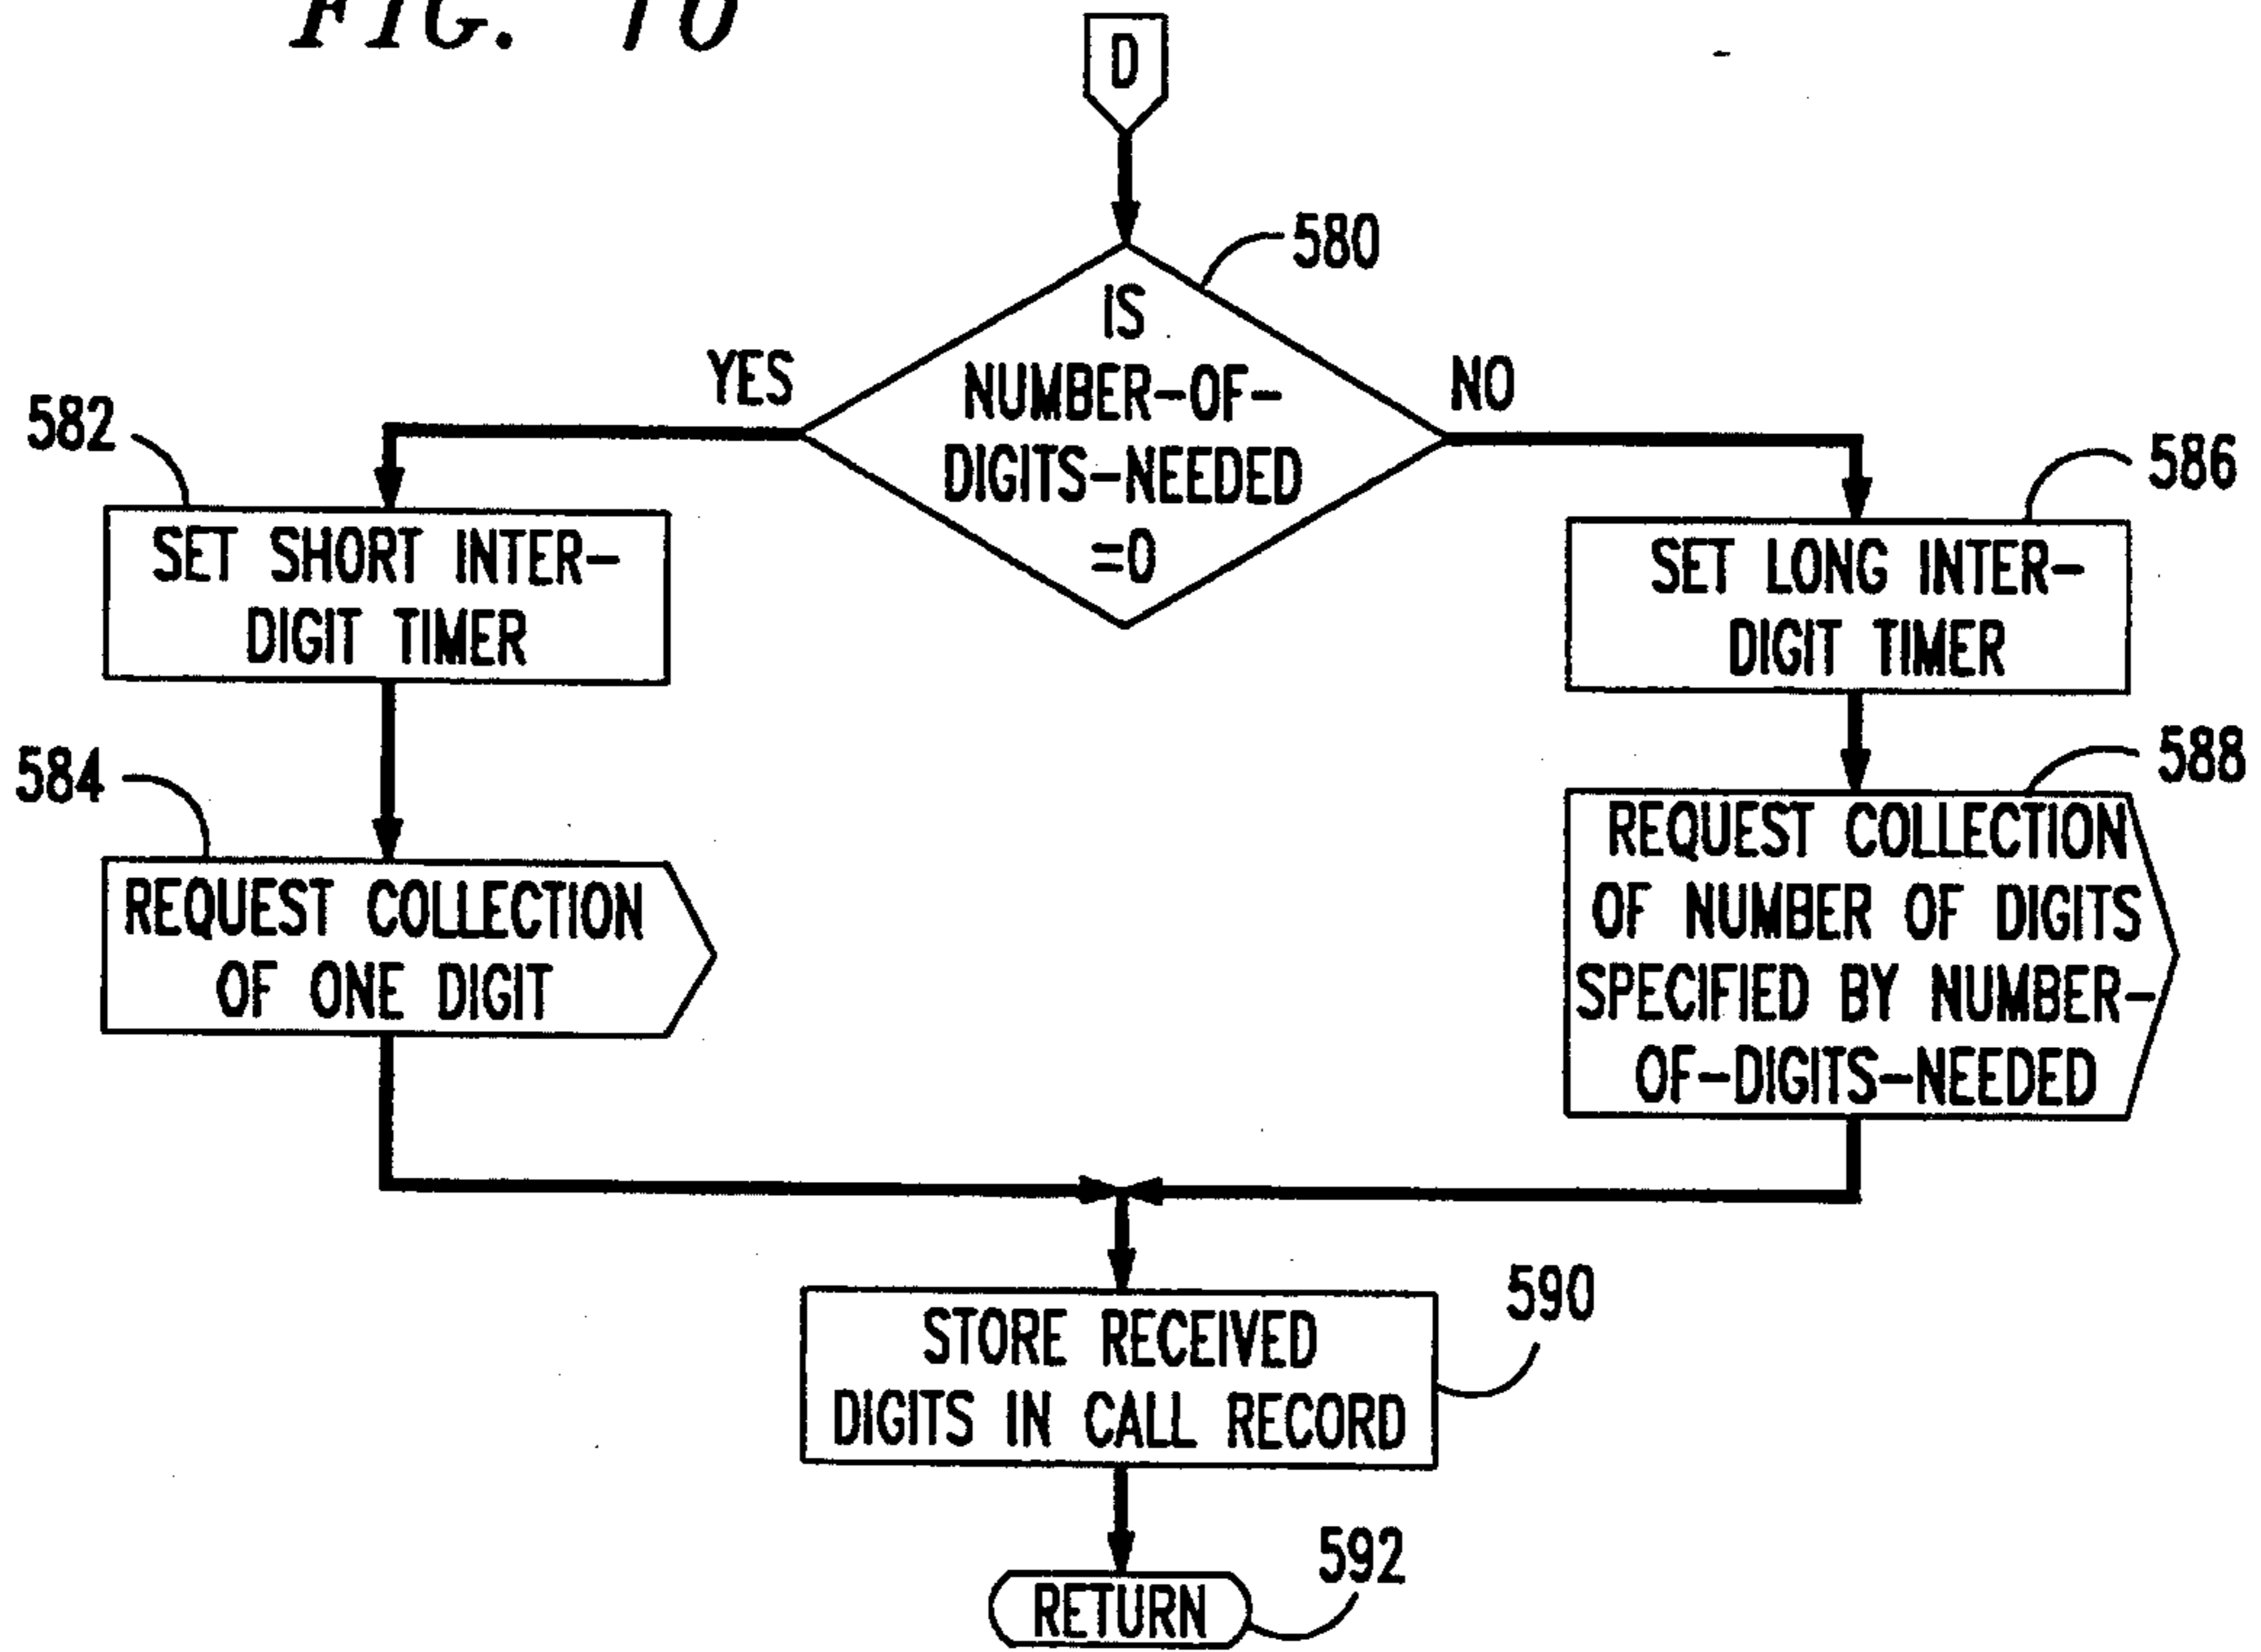 FIG. 10
D
580
IS
NUMBER-OF-
DIGITS-NEEDED
=0
YES
NO
582
SET SHORT INTER-
DIGIT TIMER
586
SET LONG INTER-
DIGIT TIMER
584
REQUEST COLLECTION
OF ONE DIGIT
588
REQUEST COLLECTION
OF NUMBER OF DIGITS
SPECIFIED BY NUMBER-
OF-DIGITS-NEEDED
590
STORE RECEIVED
DIGITS IN CALL RECORD
592
RETURN